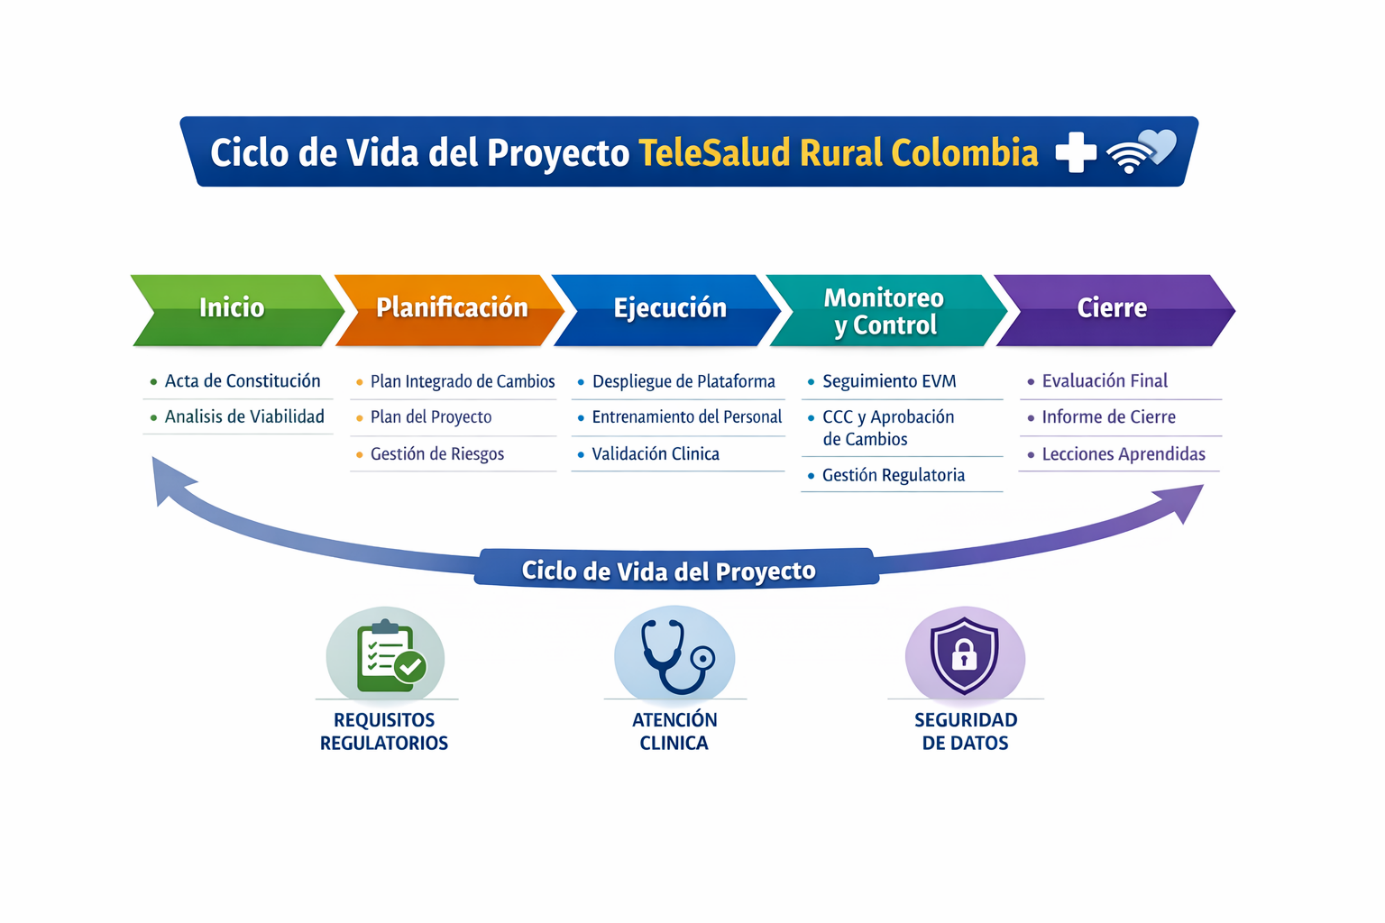 Ciclo de Vida del Proyecto TeleSalud Rural Colombia
Inicio
• Acta de Constitución
• Analisis de Viabilidad
Planificación
• Plan Integrado de Cambios
• Plan del Proyecto
• Gestión de Riesgos
Ejecución
• Despliegue de Plataforma
• Entrenamiento del Personal
• Validación Clinica
Monitoreo
y Control
• Seguimiento EVM
• CCC y Aprobación
de Cambios
• Gestión Regulatoria
Cierre
• Evaluación Final
• Informe de Cierre
• Lecciones Aprendidas
Ciclo de Vida del Proyecto
REQUISITOS
REGULATORIOS
ATENCIÓN
CLINICA
SEGURIDAD
DE DATOS